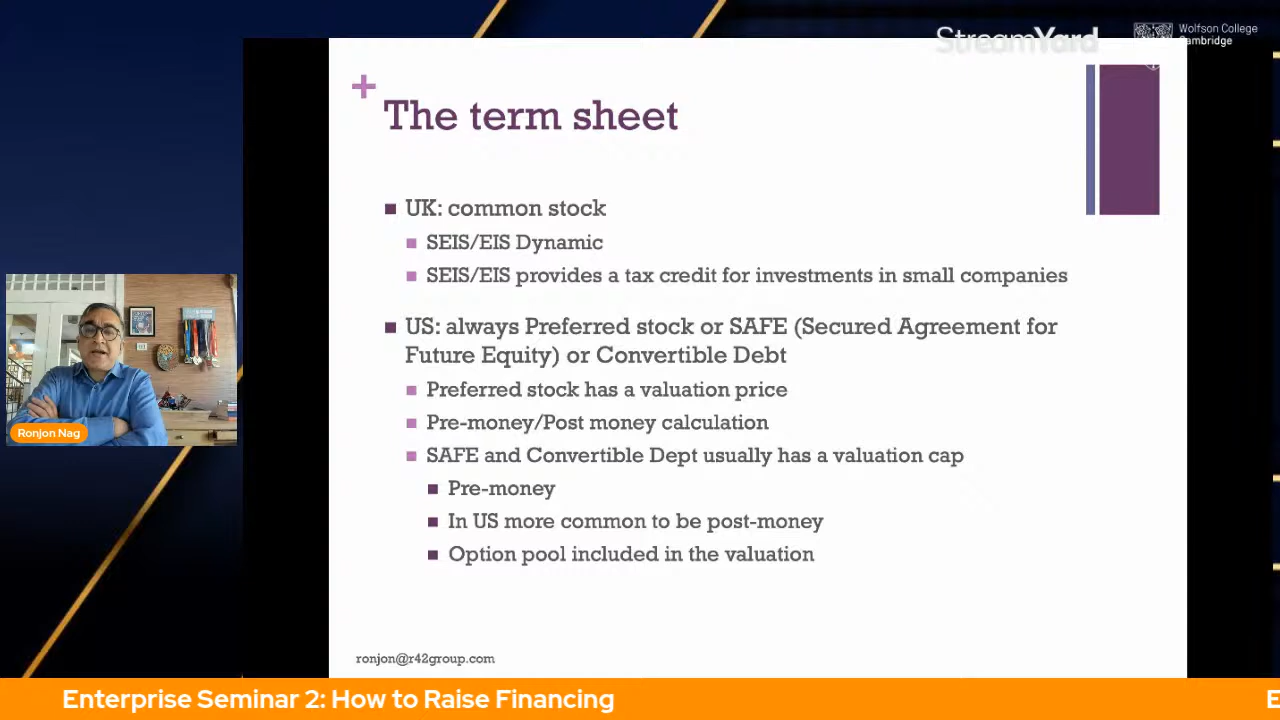 StreamYard
Wolfson College
Cambridge
+
The term sheet
UK: common stock
SEIS/EIS Dynamic
SEIS/EIS provides a tax credit for investments in small companies
US: always Preferred stock or SAFE (Secured Agreement for
Future Equity) or Convertible Debt
Preferred stock has a valuation price
Pre-money/Post money calculation
SAFE and Convertible Dept usually has a valuation cap
Pre-money
In US more common to be post-money
Option pool included in the valuation
ronjon@r42group.com
Ronjon Nag
Enterprise Seminar 2: How to Raise Financing
E